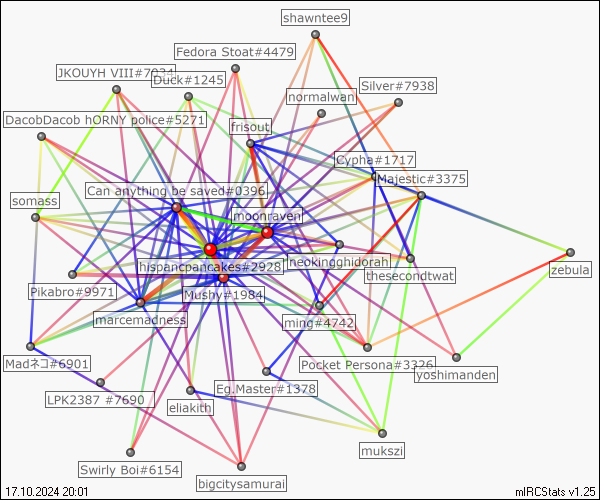 shawntee9
Fedora Stoat#4479
JKOUYH VIII#7034
Duck#1245
Silver#7938
normalwan
DacobDacob hORNY police#5271
frisout
Cypha#1717
Majestic#3375
Can anything be saved#0396
somass
moonraven
hispancpancakes#2928
neokinghidorah
thesecondtwat
zebula
Pikabro#9971
Mushy#1984
marcemadness
ming#4742
Madネコ#6901
Pocket Persona#3326
yoshimanden
LPK2387 #7690
Eg.Master#1378
eliakith
mukszi
Swirly Boi#6154
bigcitysamurai
17.10.2024 20:01
mIRCStats v1.25